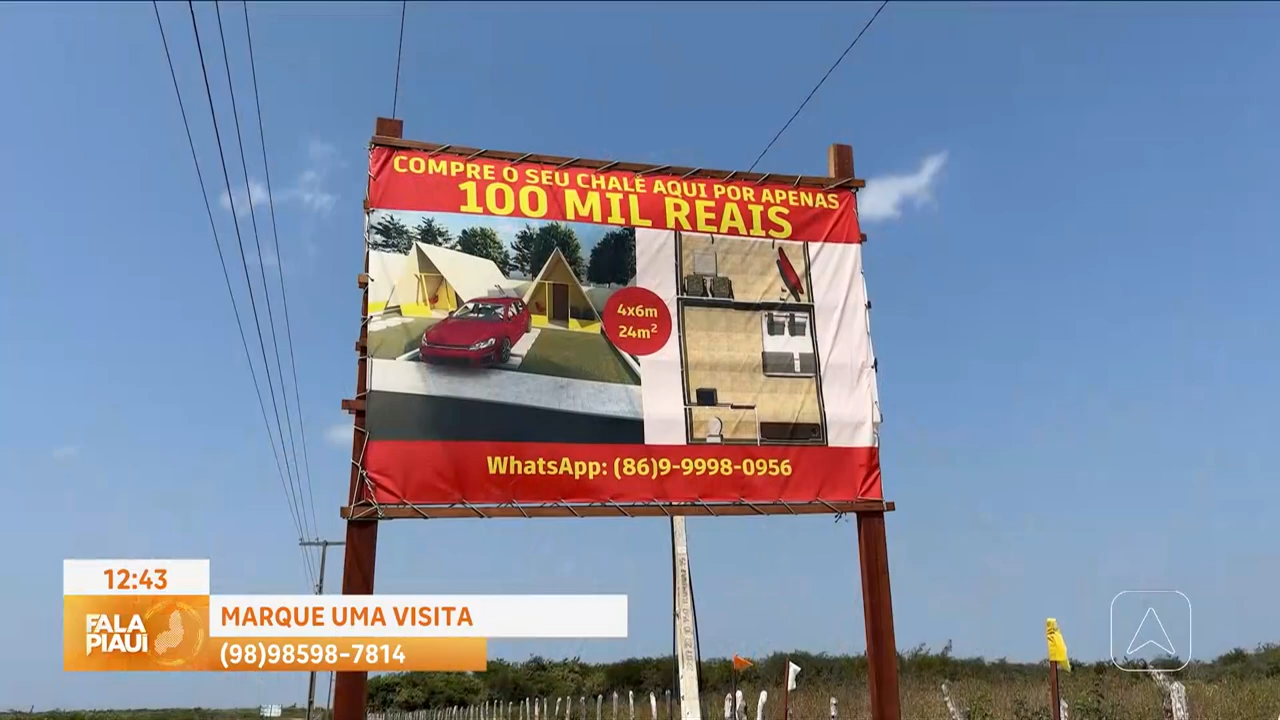 COMPRE O SEU CHALÉ AQUI POR APENAS
100 MIL REAIS
4x6m
24m²
WhatsApp: (86)9-9998-0956
12:43
FALA
PIAUÍ
MARQUE UMA VISITA
(98)98598-7814